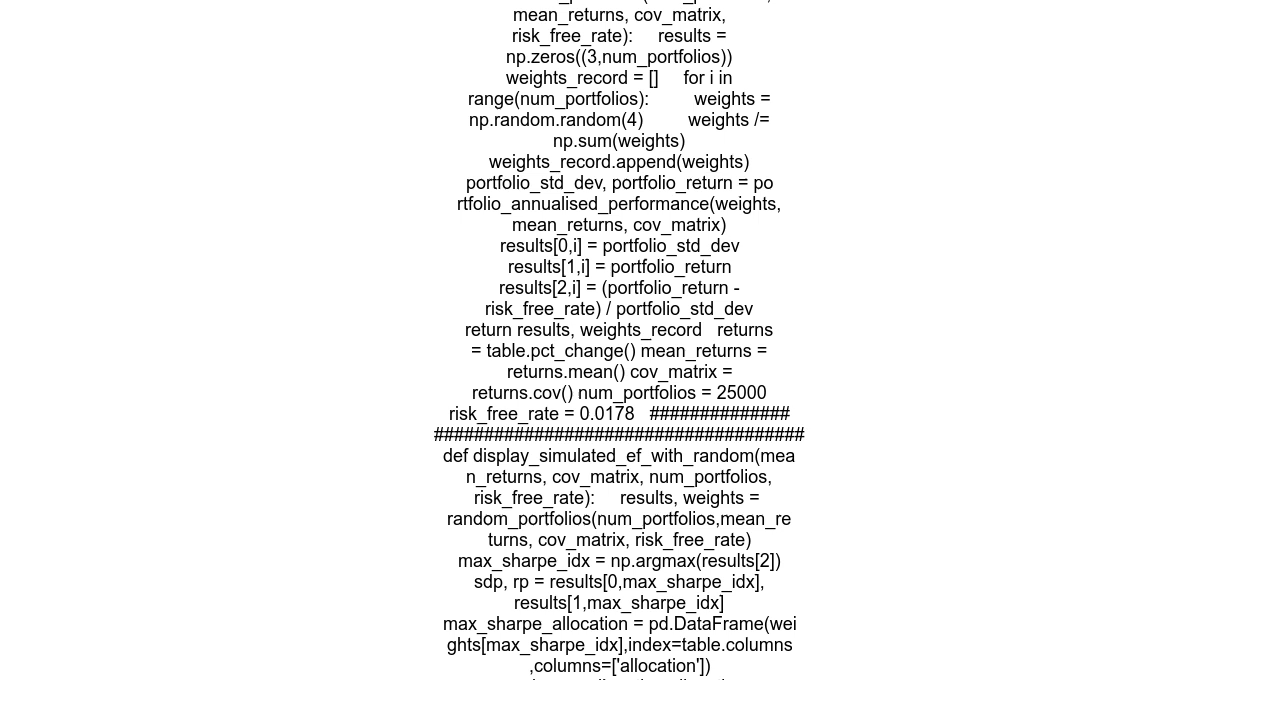 mean_returns, cov_matrix,
risk_free_rate):     results =
np.zeros((3,num_portfolios))
weights_record = []     for i in
range(num_portfolios):         weights =
np.random.random(4)         weights /=
np.sum(weights)
weights_record.append(weights)
portfolio_std_dev, portfolio_return = po
rtfolio_annualised_performance(weights,
mean_returns, cov_matrix)
results[0,i] = portfolio_std_dev
results[1,i] = portfolio_return
results[2,i] = (portfolio_return -
risk_free_rate) / portfolio_std_dev
return results, weights_record   returns
= table.pct_change() mean_returns =
returns.mean() cov_matrix =
returns.cov() num_portfolios = 25000
risk_free_rate = 0.0178   ##############
#####################################
def display_simulated_ef_with_random(mea
n_returns, cov_matrix, num_portfolios,
risk_free_rate):     results, weights =
random_portfolios(num_portfolios,mean_re
turns, cov_matrix, risk_free_rate)
max_sharpe_idx = np.argmax(results[2])
sdp, rp = results[0,max_sharpe_idx],
results[1,max_sharpe_idx]
max_sharpe_allocation = pd.DataFrame(wei
ghts[max_sharpe_idx],index=table.columns
,columns=['allocation'])